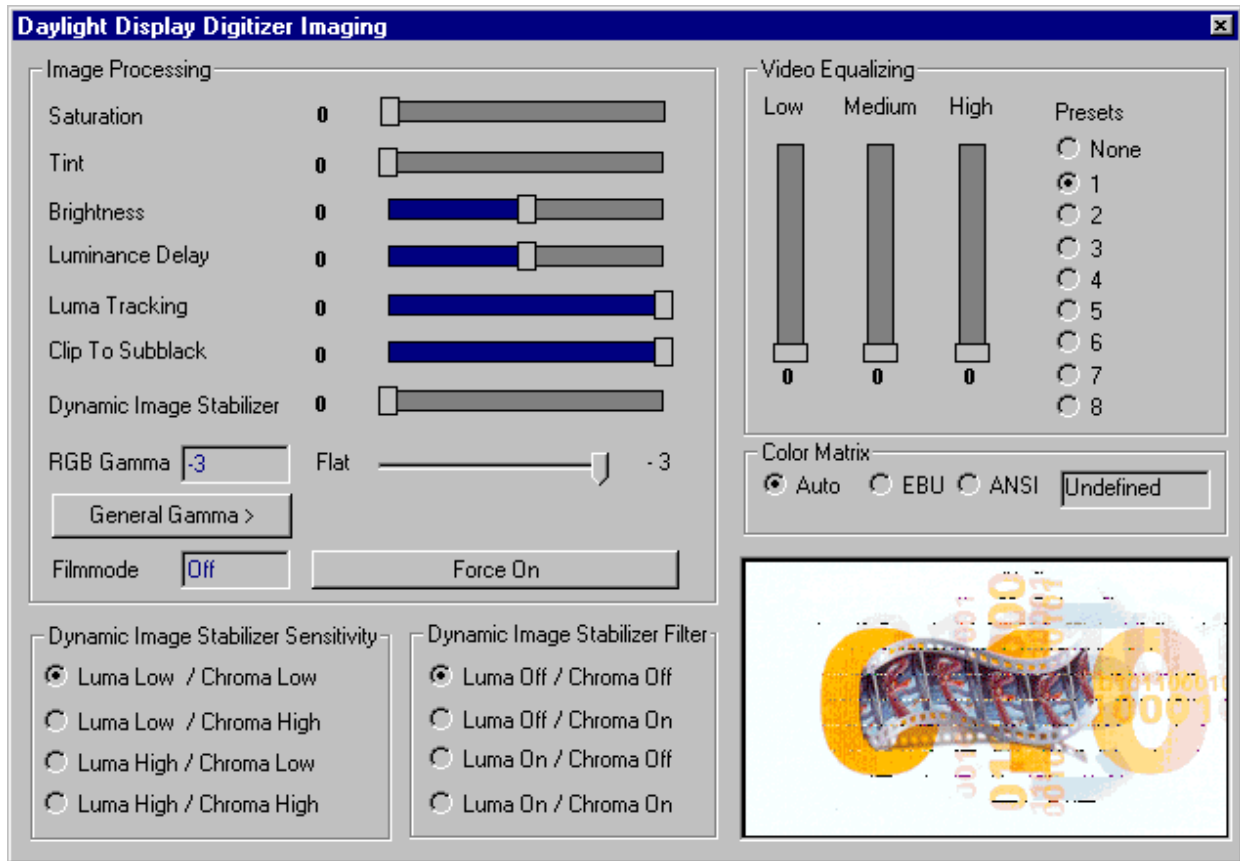 Daylight Display Digitizer Imaging
Image Processing
Saturation 0
Tint 0
Brightness 0
Luminance Delay 0
Luma Tracking 0
Clip To Subblack 0
Dynamic Image Stabilizer 0
RGB Gamma -3 Flat - 3
General Gamma >
Filmmode Off Force On
Dynamic Image Stabilizer Sensitivity
Luma Low / Chroma Low
Luma Low / Chroma High
Luma High / Chroma Low
Luma High / Chroma High
Dynamic Image Stabilizer Filter
Luma Off / Chroma Off
Luma Off / Chroma On
Luma On / Chroma Off
Luma On / Chroma On
Video Equalizing
Low Medium High
0 0 0
Presets
None
1
2
3
4
5
6
7
8
Color Matrix
Auto EBU ANSI Undefined